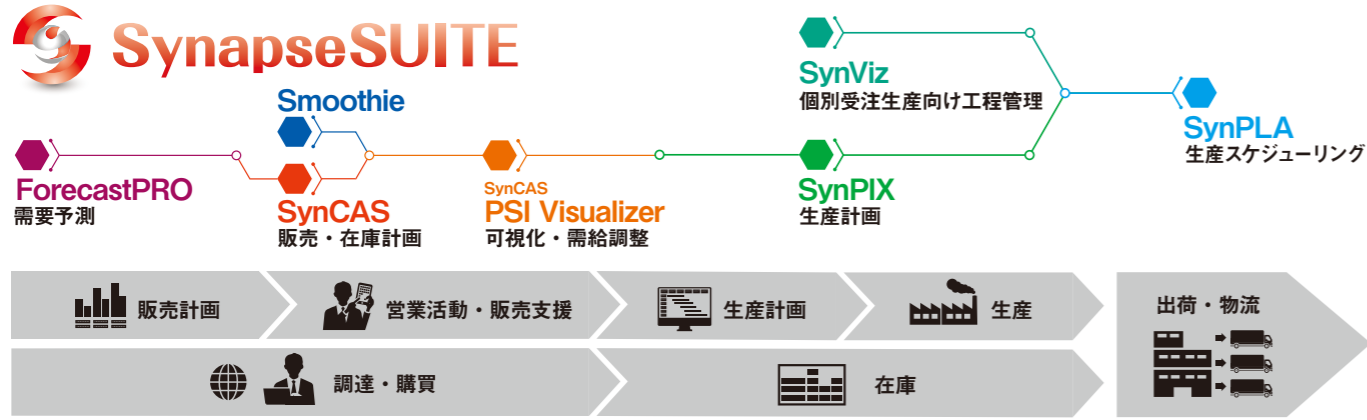 SynapseSUITE
ForecastPRO
需要予測
Smoothie
SynCAS
販売・在庫計画
SynCAS
PSI Visualizer
可視化・需給調整
SynViz
個別受注生産向け工程管理
SynPIX
生産計画
SynPLA
生産スケジューリング
販売計画
営業活動・販売支援
生産計画
生産
出荷・物流
調達・購買
在庫